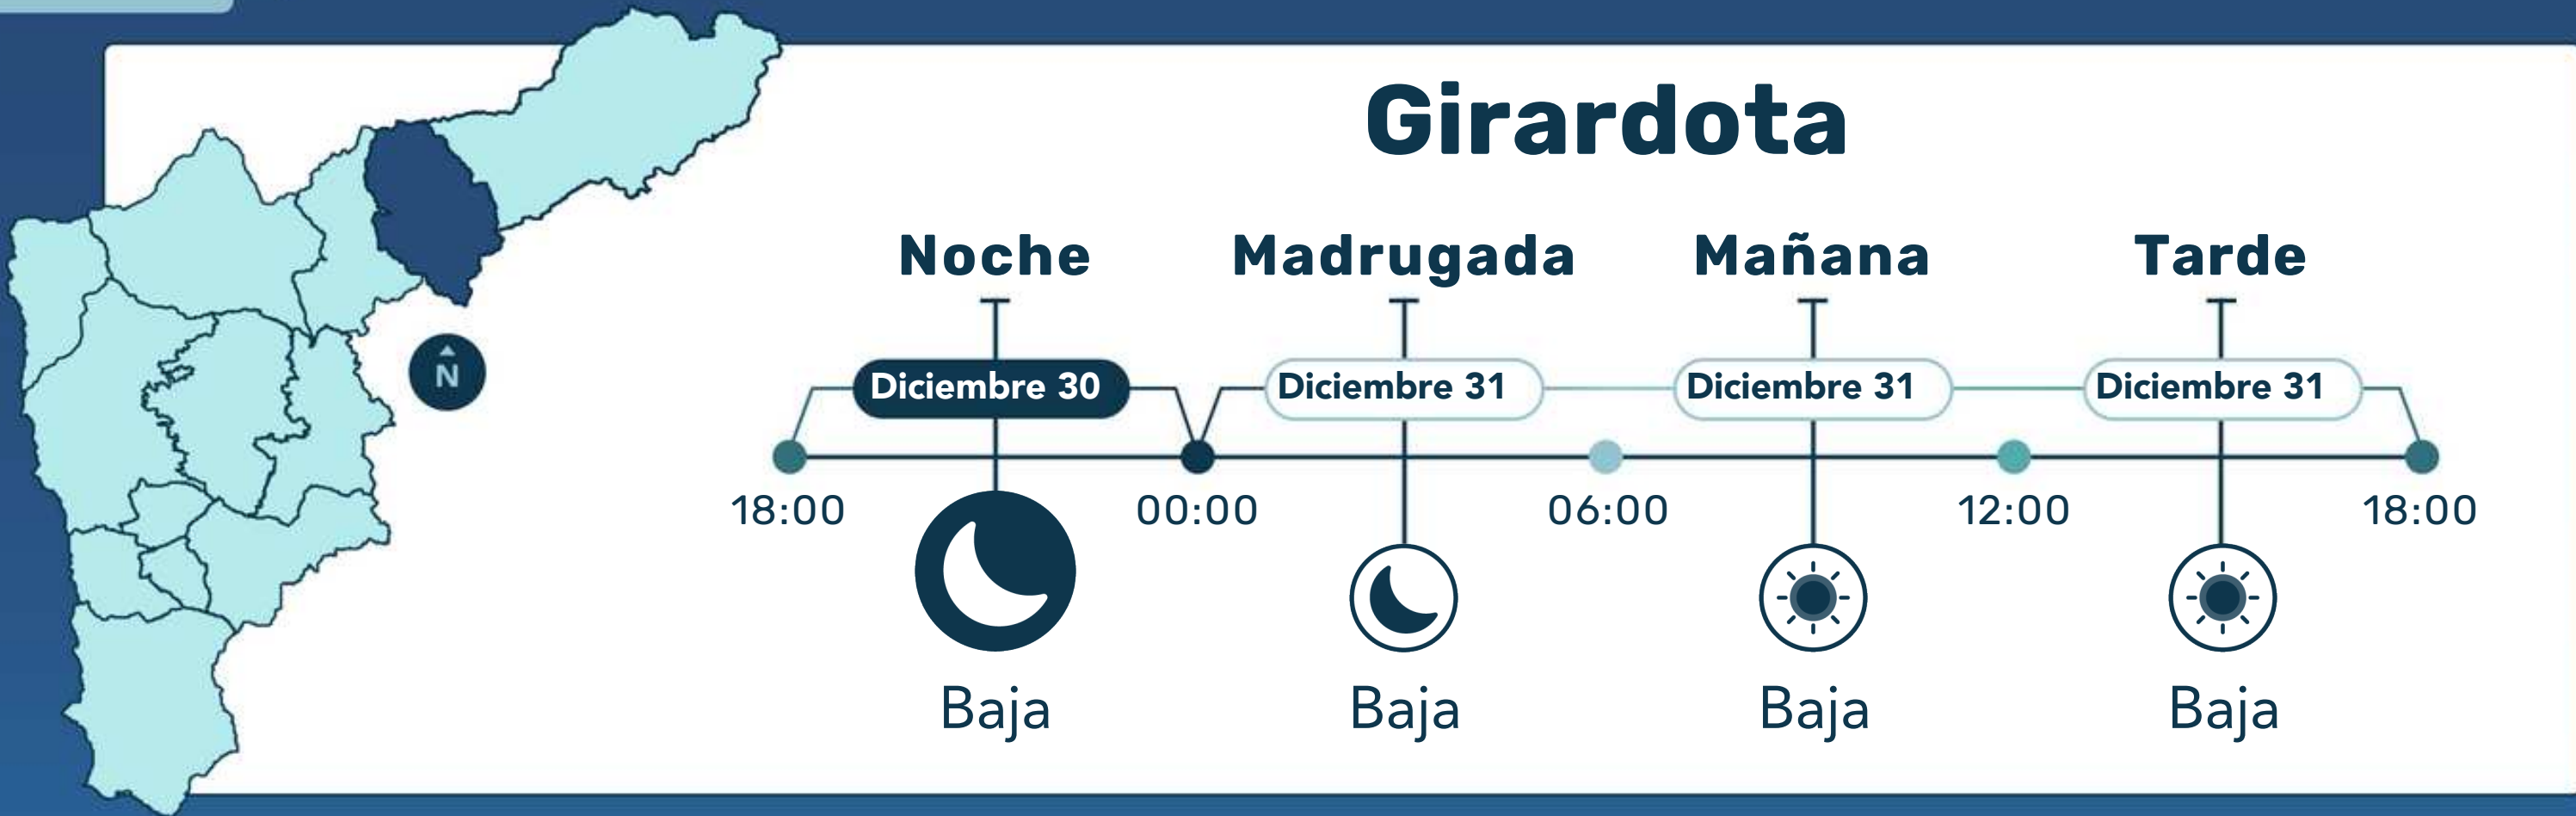 Girardota
Noche Madrugada Mañana Tarde
Diciembre 30 Diciembre 31 Diciembre 31 Diciembre 31
N
18:00 00:00 06:00 12:00 18:00
Baja Baja Baja Baja